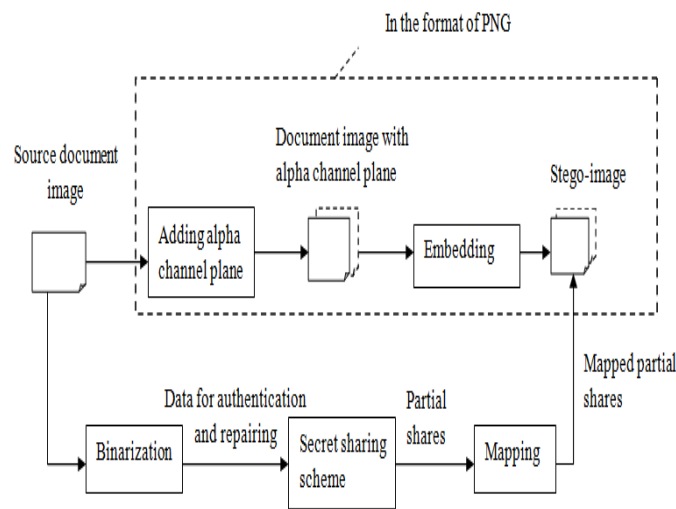 In the format of PNG
Source document
image
Document image with
alpha channel plane
Stego-image
Adding alpha
channel plane
Embedding
Mapped partial
shares
Data for authentication
and repairing
Partial
shares
Binarization
Secret sharing
scheme
Mapping